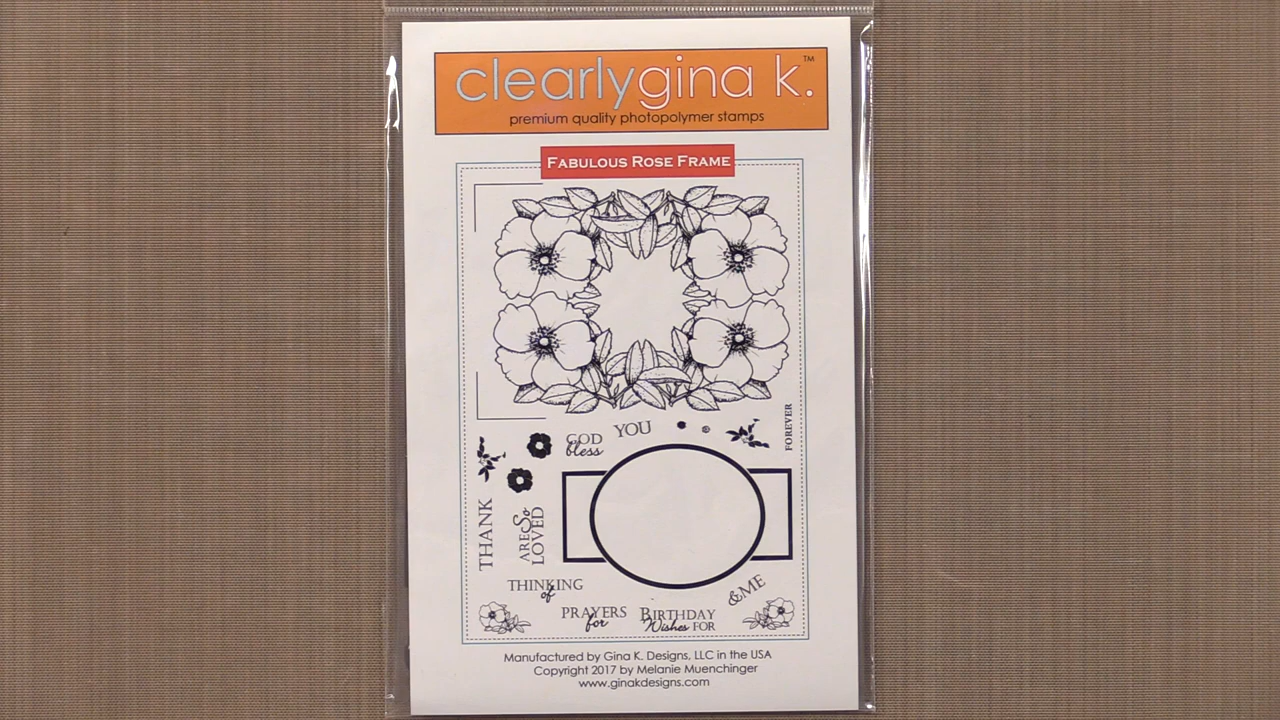 clearlygina k.™
premium quality photopolymer stamps
FABULOUS ROSE FRAME
FOREVER
YOU
GOD
bless
THANK
ARE So
LOVED
THINKING
of
&ME
PRAYERS
for
BIRTHDAY
Wishes FOR
Manufactured by Gina K. Designs, LLC in the USA
Copyright 2017 by Melanie Muenchinger
www.ginakdesigns.com